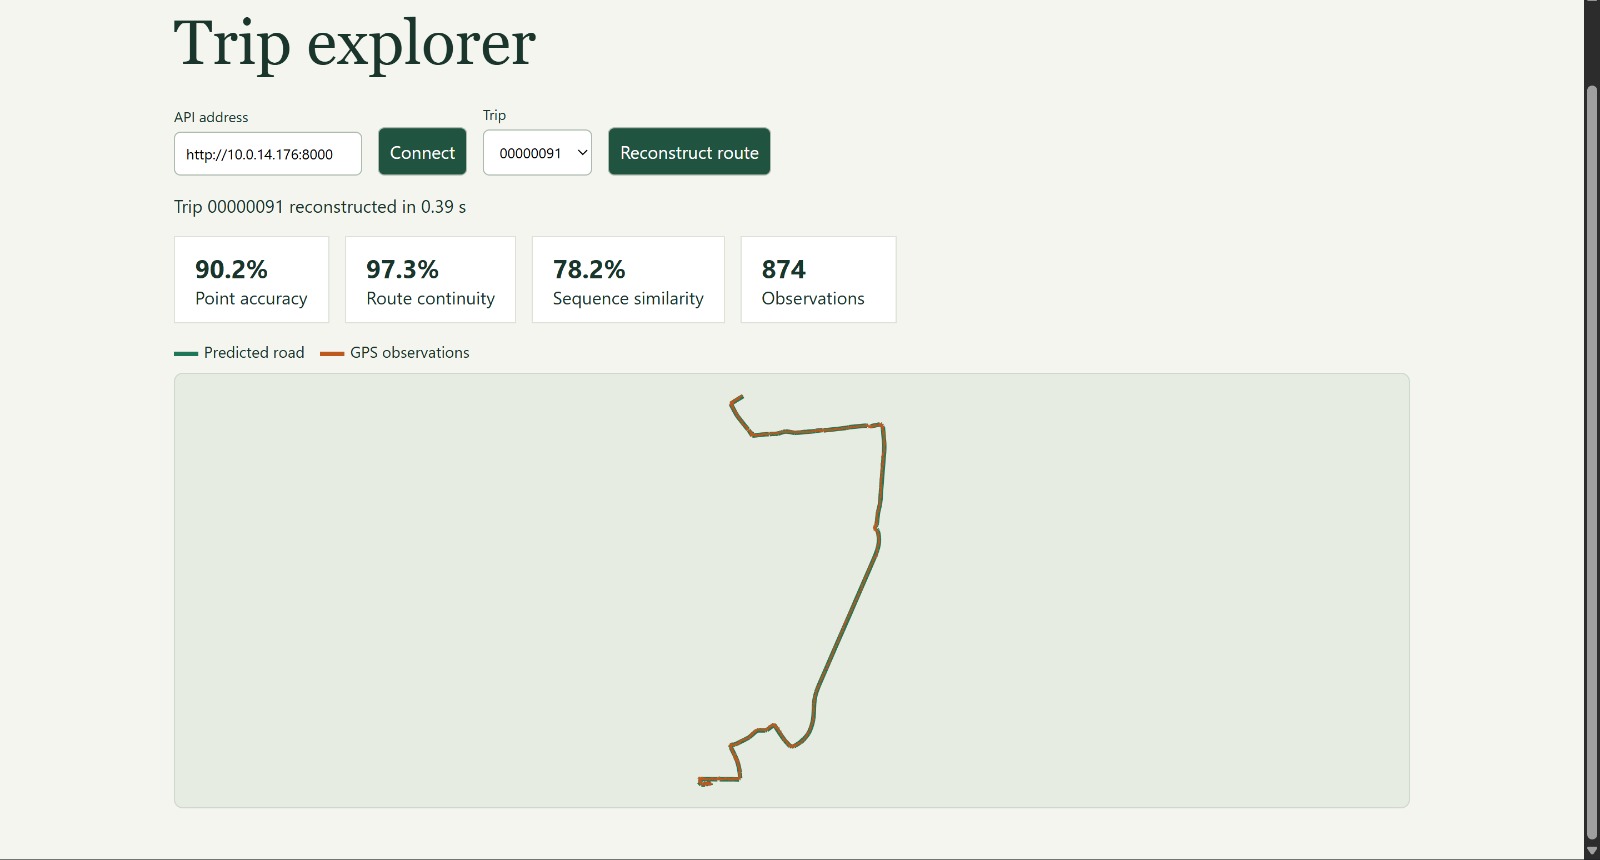 Trip explorer
API address
Trip
http://10.0.14.176:8000
Connect
00000091
Reconstruct route
Trip 00000091 reconstructed in 0.39 s
90.2%
Point accuracy
97.3%
Route continuity
78.2%
Sequence similarity
874
Observations
Predicted road
GPS observations